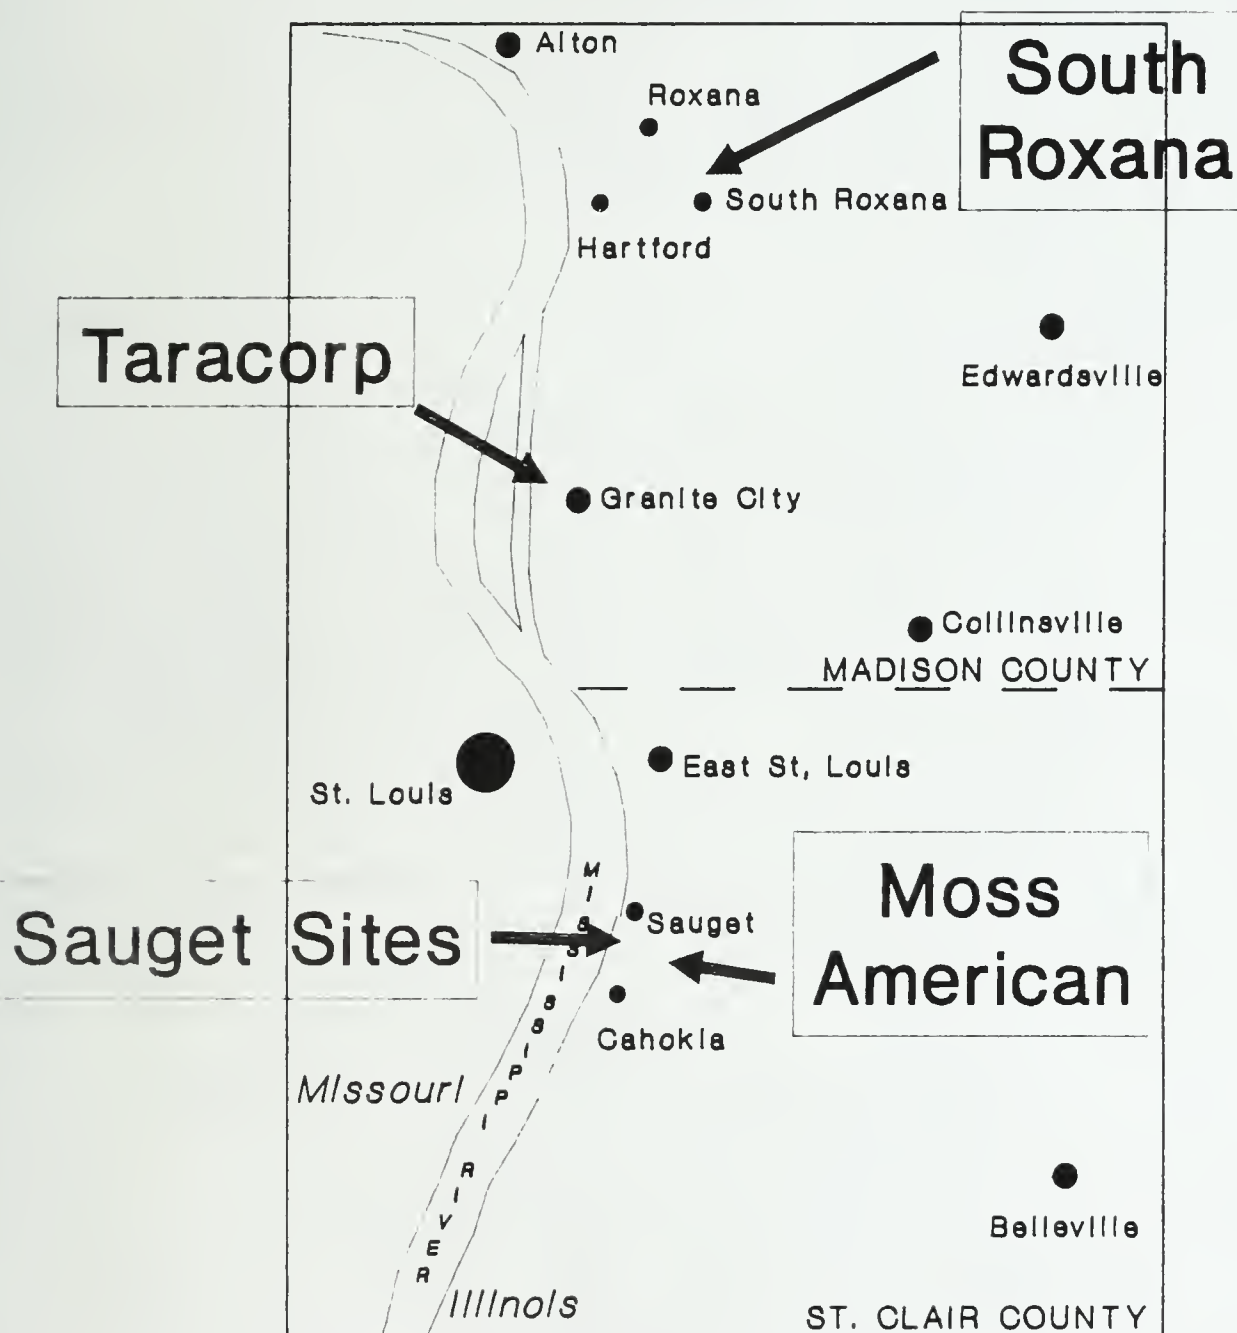 Alton
South
Roxana
Roxana
South Roxana
Hartford
Taracorp
Edwardsville
Granite City
Collinsville
MADISON COUNTY
East St, Louis
St. Louis
Moss
American
Sauget
Sauget Sites
Cahokia
MISSISSIPPI RIVER
Missouri
Belleville
Illinois
ST. CLAIR COUNTY